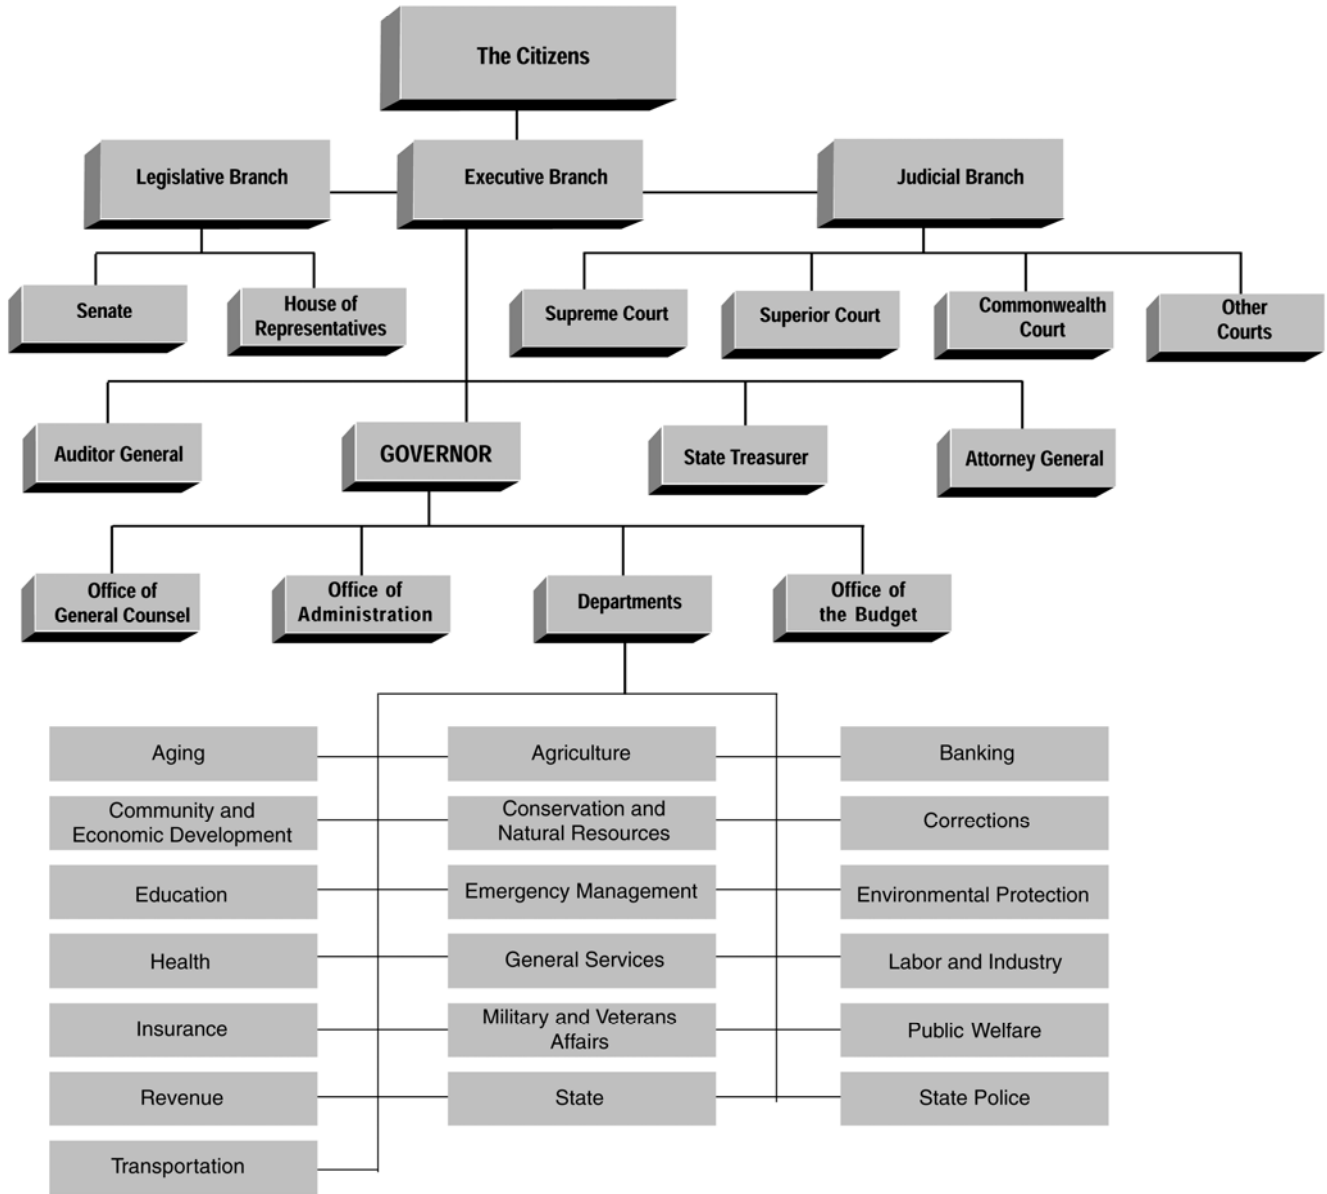 The Citizens
Legislative Branch
Executive Branch
Judicial Branch
Senate
House of
Representatives
Supreme Court
Superior Court
Commonwealth
Court
Other
Courts
Auditor General
GOVERNOR
State Treasurer
Attorney General
Office of
General Counsel
Office of
Administration
Departments
Office of
the Budget
Aging
Agriculture
Banking
Community and
Economic Development
Conservation and
Natural Resources
Corrections
Education
Emergency Management
Environmental Protection
Health
General Services
Labor and Industry
Insurance
Military and Veterans
Affairs
Public Welfare
Revenue
State
State Police
Transportation